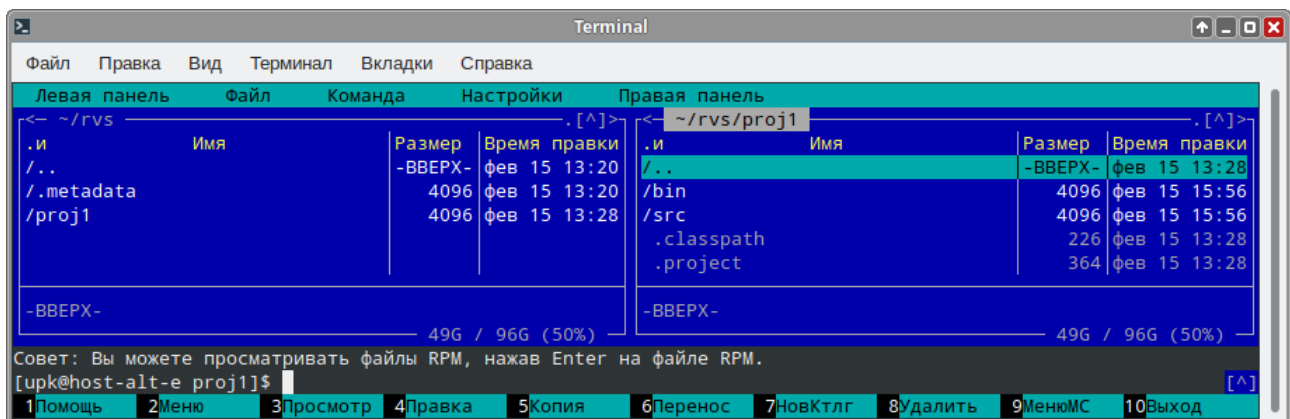 Terminal
Файл Правка Вид Терминал Вкладки Справка
Левая панель Файл Команда Настройки Правая панель
<— ~/rvs .[^]> <— ~/rvs/proj1 .[^]>
.и Имя Размер Время правки .и Имя Размер Время правки
/.. -ВВЕРХ- фев 15 13:20 /.. -ВВЕРХ- фев 15 13:28
/.metadata 4096 фев 15 13:20 /bin 4096 фев 15 15:56
/proj1 4096 фев 15 13:28 /src 4096 фев 15 15:56
.classpath 226 фев 15 13:28
.project 364 фев 15 13:28
-ВВЕРХ- -ВВЕРХ-
49G / 96G (50%) 49G / 96G (50%)
Совет: Вы можете просматривать файлы RPM, нажав Enter на файле RPM.
[upk@host-alt-e proj1]$ [^]
1Помощь 2Меню 3Просмотр 4Правка 5Копия 6Перенос 7НовКтлг 8Удалить 9МенюМС 10Выход